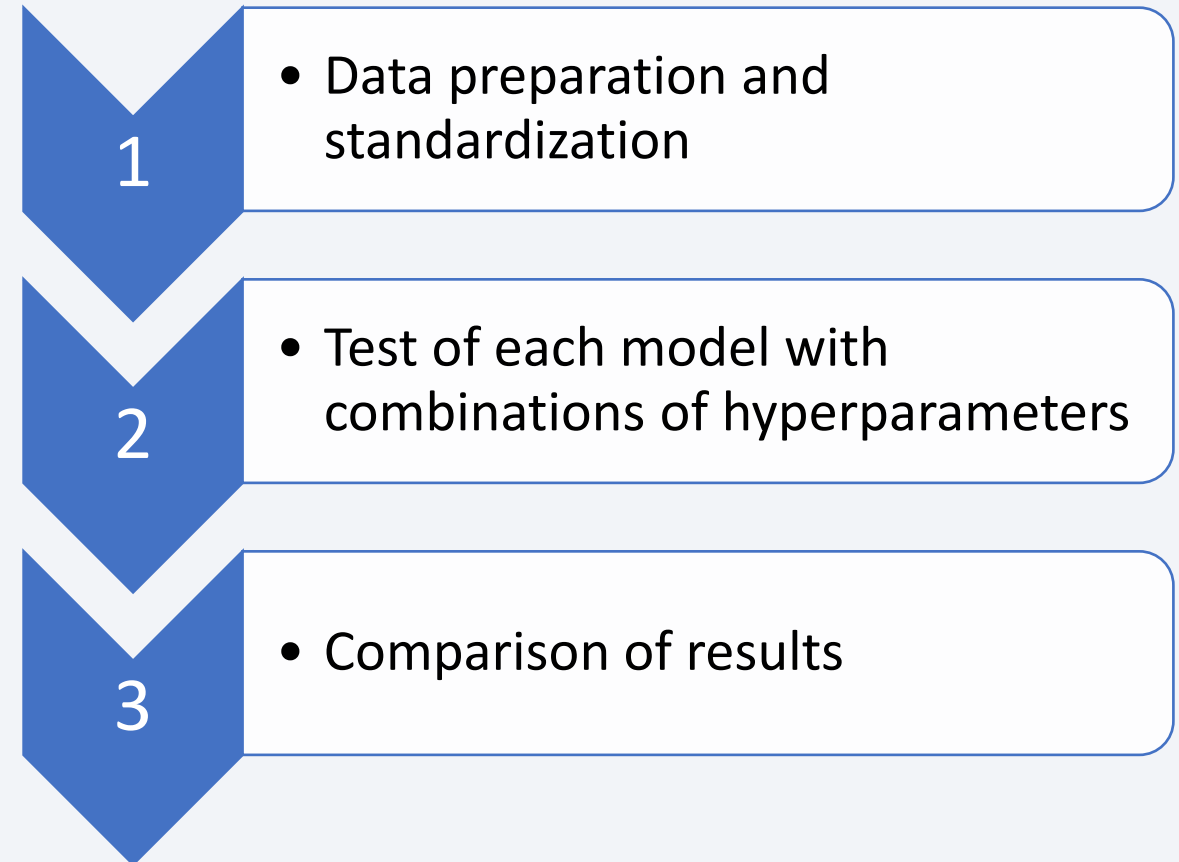 1
• Data preparation and
standardization
2
• Test of each model with
combinations of hyperparameters
3
• Comparison of results